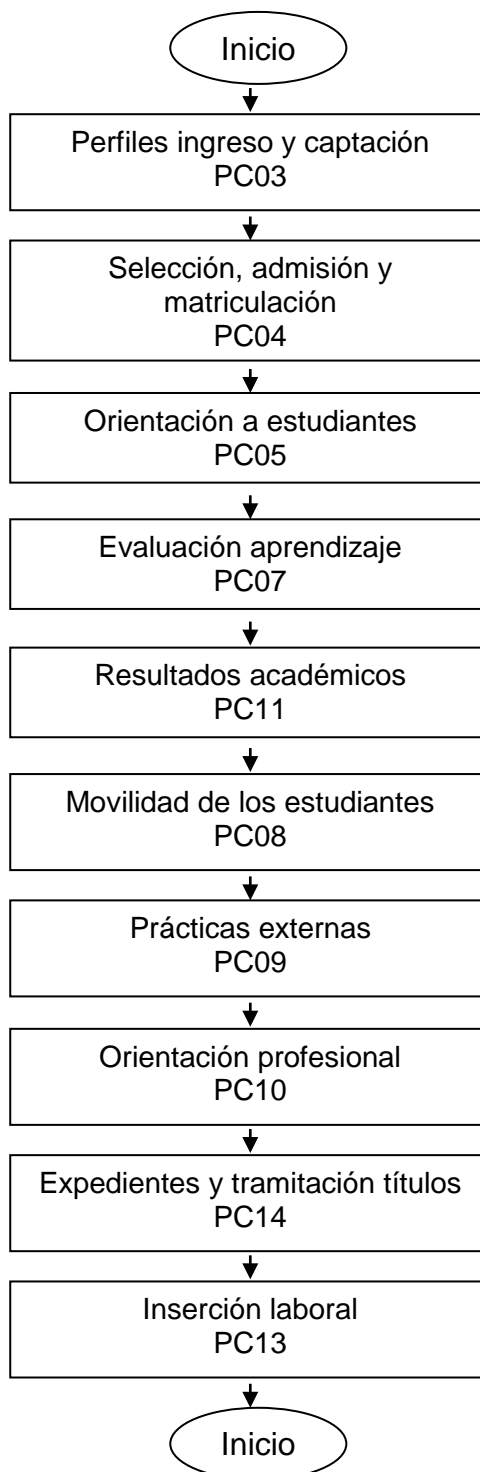 Inicio
Perfiles ingreso y captación
PC03
Selección, admisión y
matriculación
PC04
Orientación a estudiantes
PC05
Evaluación aprendizaje
PC07
Resultados académicos
PC11
Movilidad de los estudiantes
PC08
Prácticas externas
PC09
Orientación profesional
PC10
Expedientes y tramitación títulos
PC14
Inserción laboral
PC13
Inicio